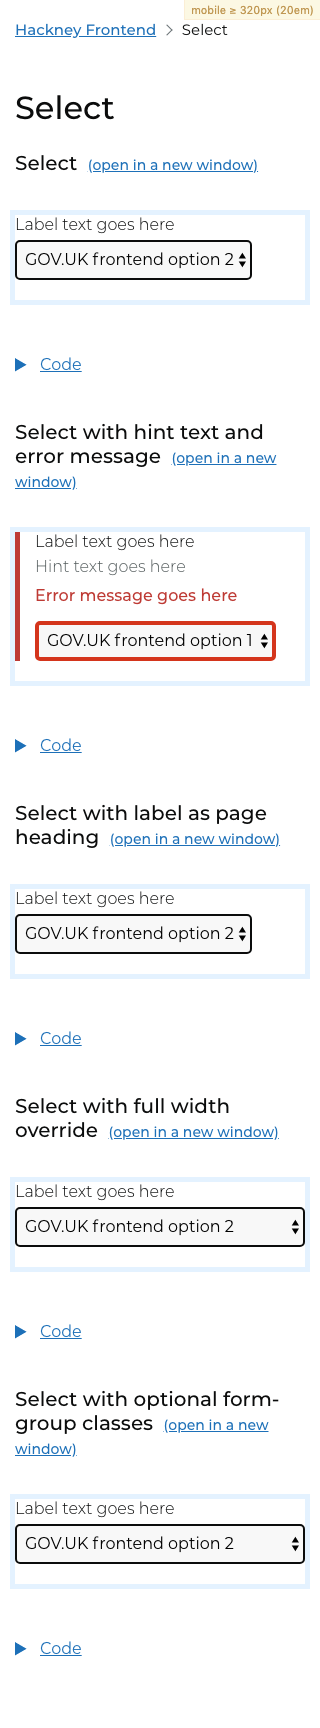 mobile ≥ 320px (20em)
Hackney Frontend > Select
Select
Select (open in a new window)
Label text goes here
GOV.UK frontend option 2
Code
Select with hint text and
error message (open in a new
window)
Label text goes here
Hint text goes here
Error message goes here
GOV.UK frontend option 1
Code
Select with label as page
heading (open in a new window)
Label text goes here
GOV.UK frontend option 2
Code
Select with full width
override (open in a new window)
Label text goes here
GOV.UK frontend option 2
Code
Select with optional form-
group classes (open in a new
window)
Label text goes here
GOV.UK frontend option 2
Code